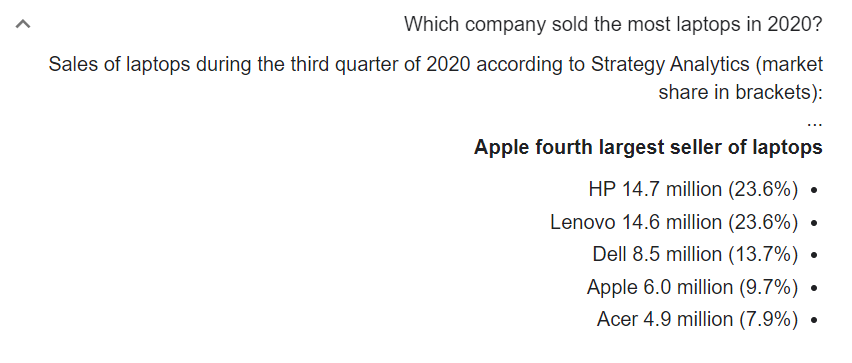 Which company sold the most laptops in 2020?
Sales of laptops during the third quarter of 2020 according to Strategy Analytics (market
share in brackets):
...
Apple fourth largest seller of laptops
HP 14.7 million (23.6%) •
Lenovo 14.6 million (23.6%) •
Dell 8.5 million (13.7%) •
Apple 6.0 million (9.7%) •
Acer 4.9 million (7.9%) •